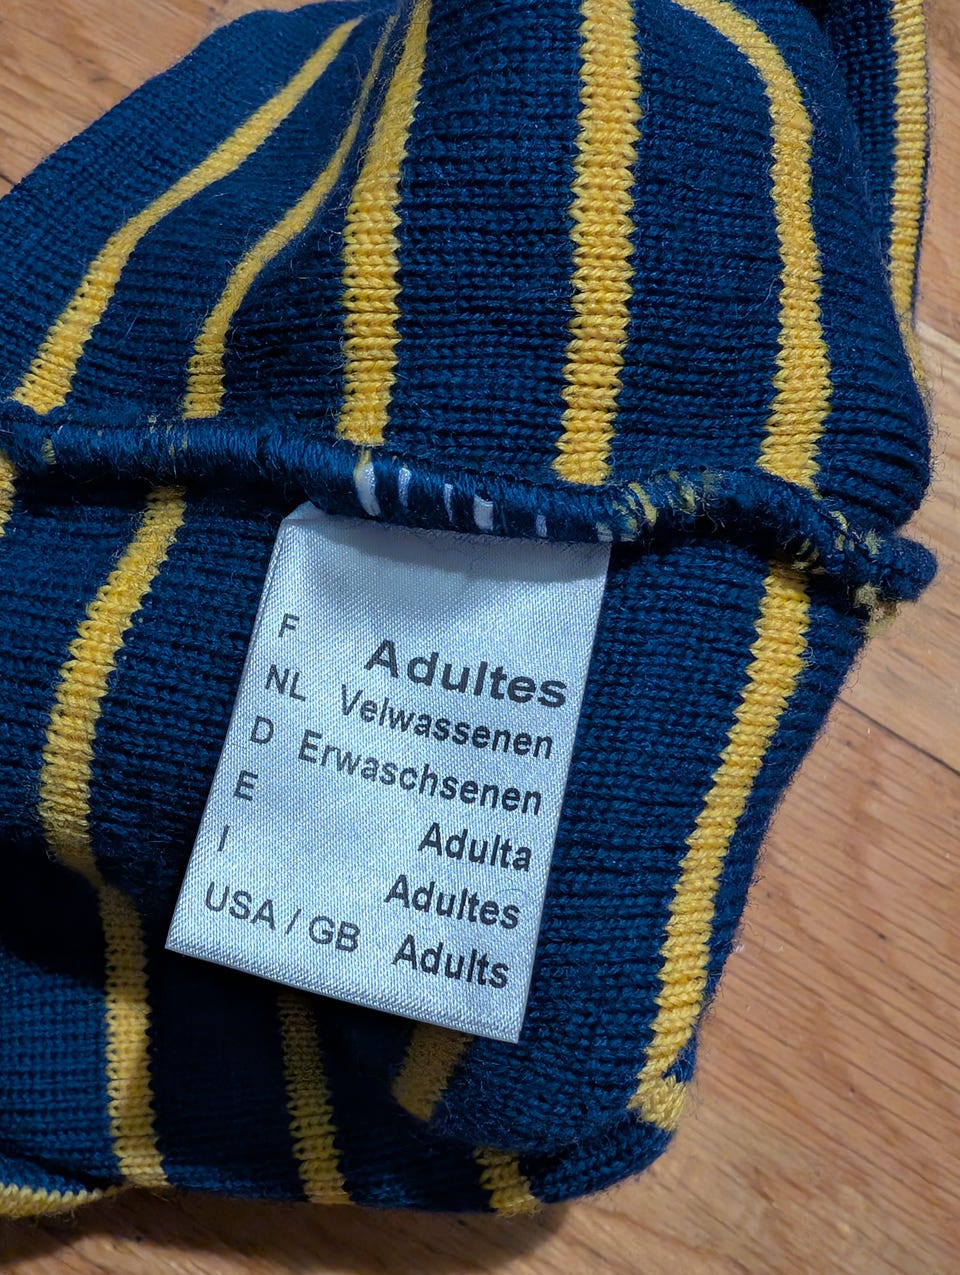 F Adultes
NL Velwassenen
D Erwaschsenen
E Adulta
I Adultes
USA / GB Adults